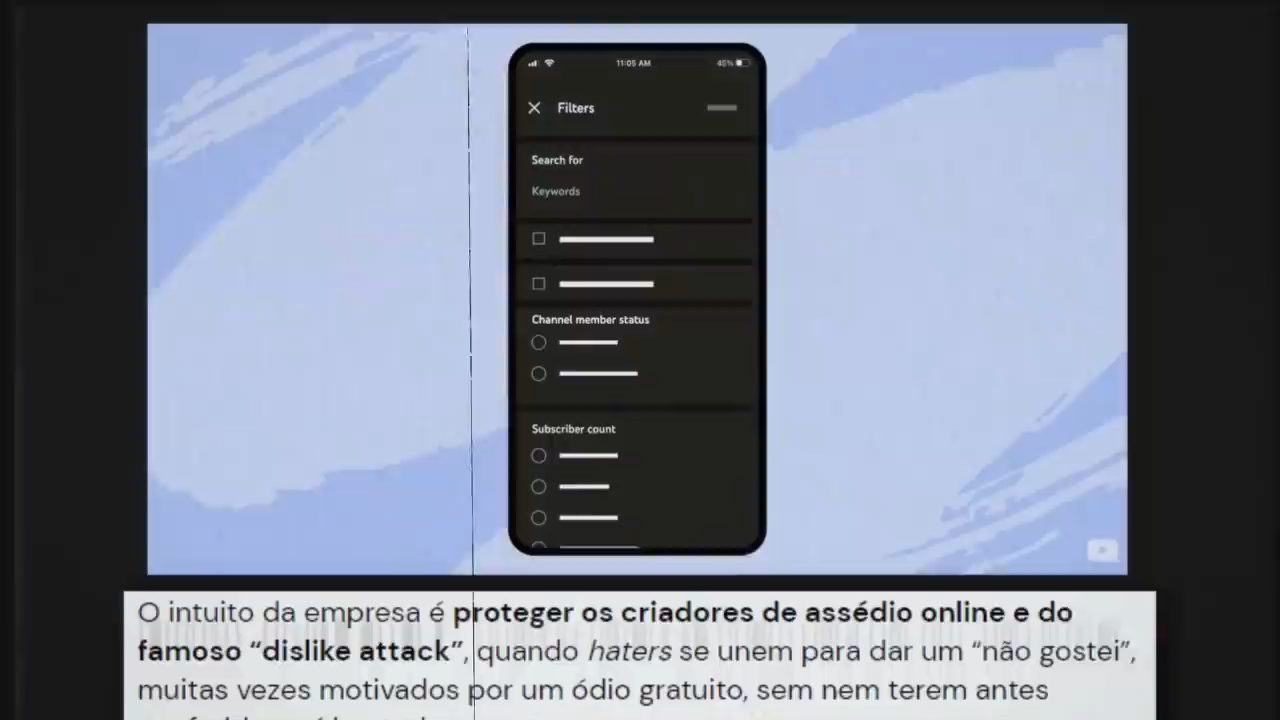 11:05 AM
45%
Filters
Search for
Keywords
Channel member status
Subscriber count
O intuito da empresa é proteger os criadores de assédio online e do
famoso “dislike attack”, quando haters se unem para dar um “não gostei”,
muitas vezes motivados por um ódio gratuito, sem nem terem antes